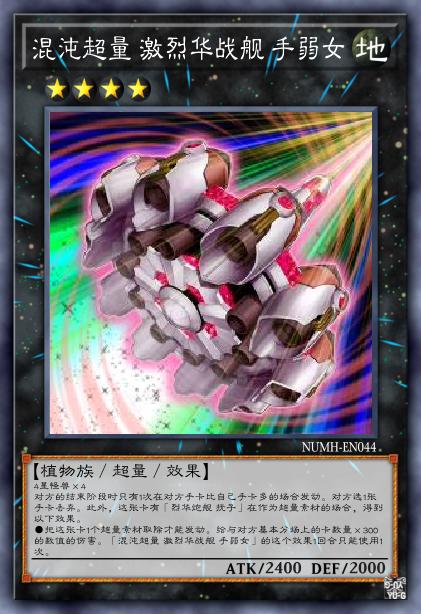 混沌超量 激烈华战舰 手弱女 地
NUMH-EN044
【植物族／超量／效果】
4星怪兽×4
对方的结束阶段时只有1次在对方手卡比自己手卡多的场合发动。对方选1张
手卡丢弃。此外，这张卡有「烈华炮舰 抚子」在作为超量素材的场合，得到
以下效果。
●把这张卡1个超量素材取除才能发动。给与对方基本分场上的卡数量×300
的数值的伤害。「混沌超量 激烈华战舰 手弱女」的这个效果1回合只能使用1
次。
ATK/2400 DEF/2000